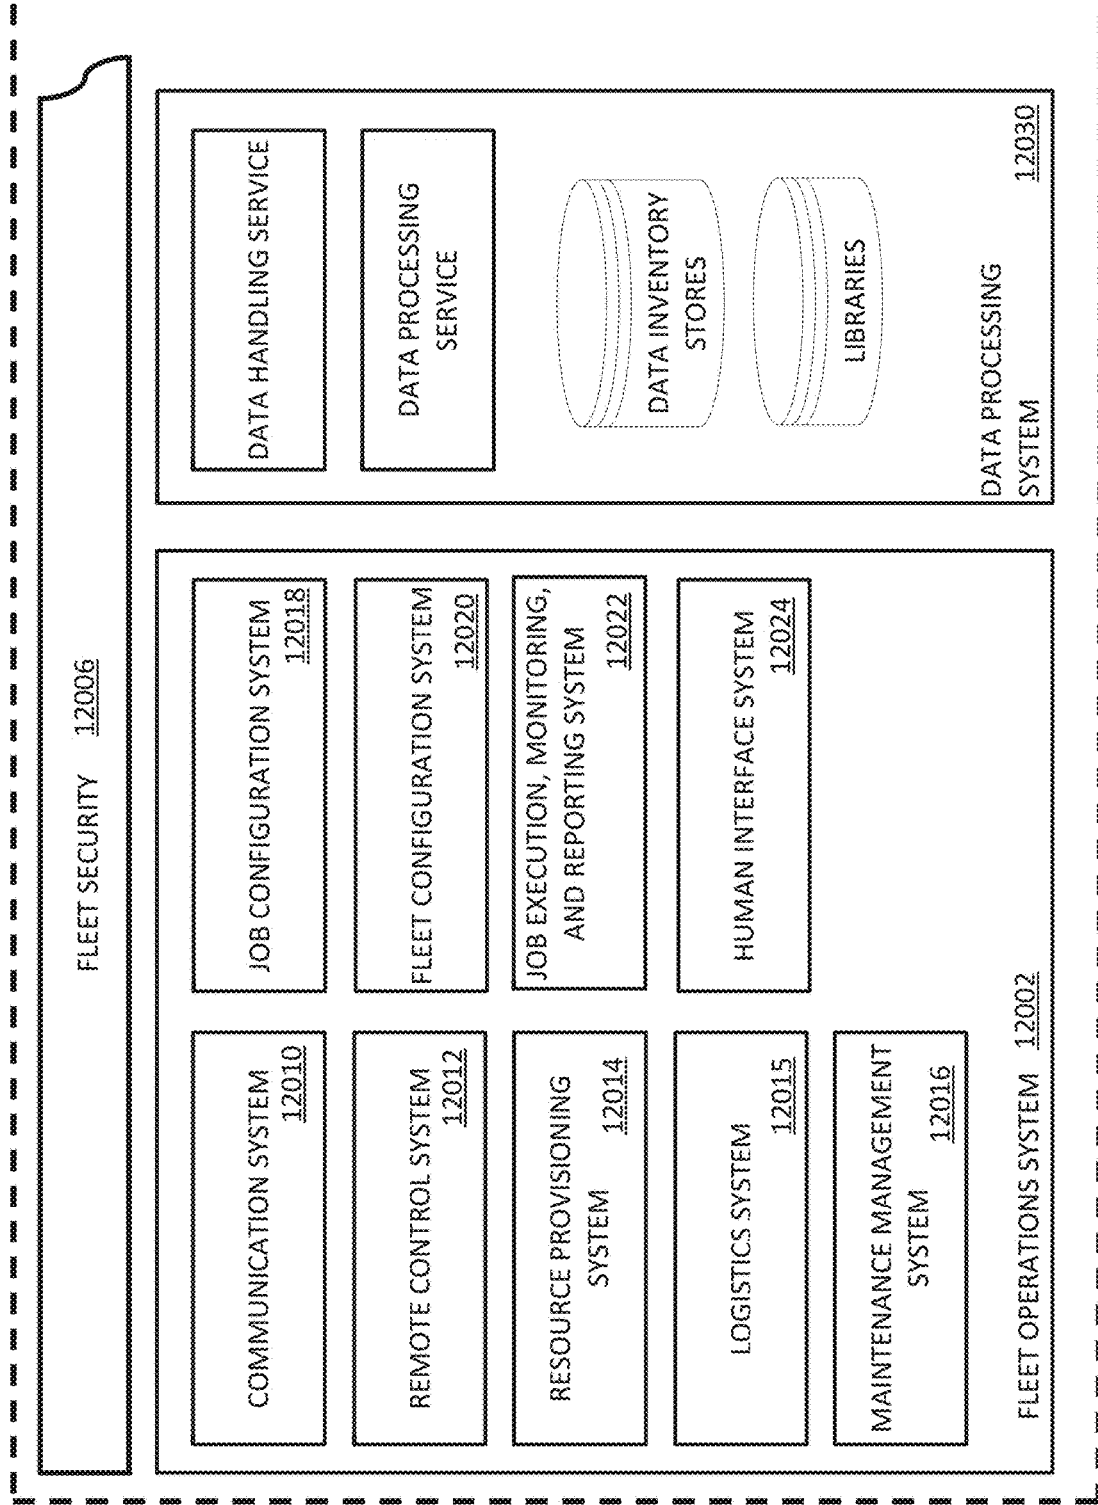 FLEET SECURITY 12006
COMMUNICATION SYSTEM
12010
REMOTE CONTROL SYSTEM
12012
RESOURCE PROVISIONING
SYSTEM
12014
LOGISTICS SYSTEM
12015
MAINTENANCE MANAGEMENT
SYSTEM
12016
JOB CONFIGURATION SYSTEM
12018
FLEET CONFIGURATION SYSTEM
12020
JOB EXECUTION, MONITORING,
AND REPORTING SYSTEM
12022
HUMAN INTERFACE SYSTEM
12024
FLEET OPERATIONS SYSTEM 12002
DATA HANDLING SERVICE
DATA PROCESSING
SERVICE
DATA INVENTORY
STORES
LIBRARIES
DATA PROCESSING
SYSTEM 12030